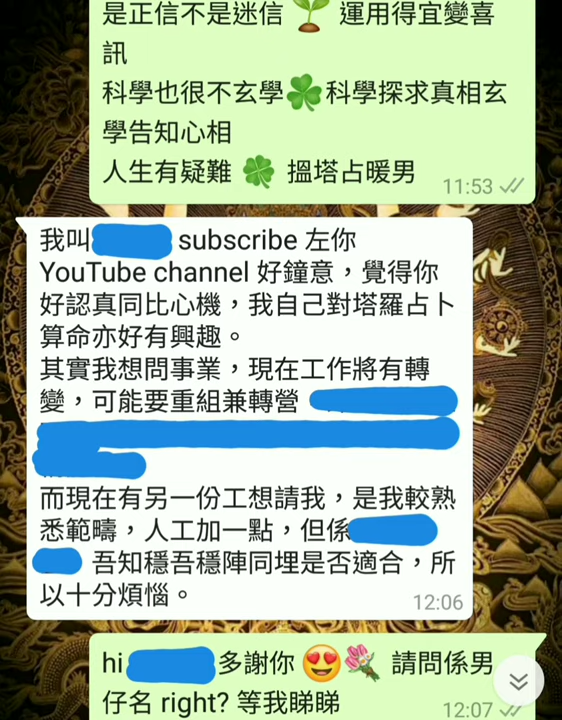 是正信不是迷信🌱運用得宜變喜
訊
科學也很不玄學🍀科學探求真相玄
學告知心相
人生有疑難🍀搵塔占暖男
11:53
我叫 subscribe 左你
YouTube channel 好鐘意，覺得你
好認真同比心機，我自己對塔羅占卜
算命亦好有興趣。
其實我想問事業，現在工作將有轉
變，可能要重組兼轉營
而現在有另一份工想請我，是我較熟
悉範疇，人工加一點，但係
吾知穩吾穩陣同埋是否適合，所
以十分煩惱。
12:06
hi 多謝你😍💐 請問係男
仔名 right? 等我睇睇
12:07